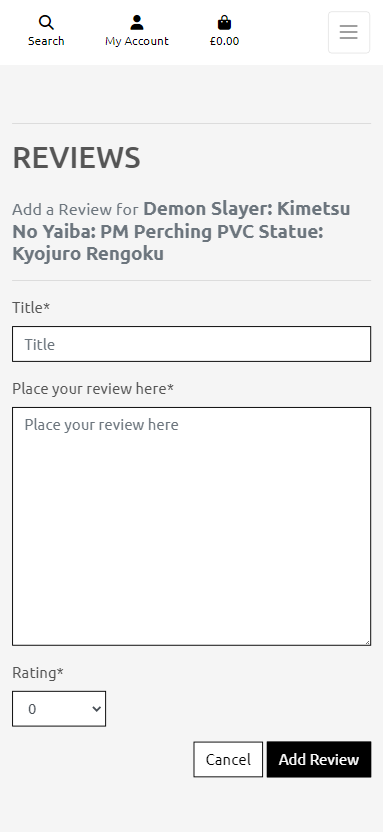 Search My Account £0.00
REVIEWS
Add a Review for Demon Slayer: Kimetsu
No Yaiba: PM Perching PVC Statue:
Kyojuro Rengoku
Title*
Title
Place your review here*
Place your review here
Rating*
0
Cancel Add Review